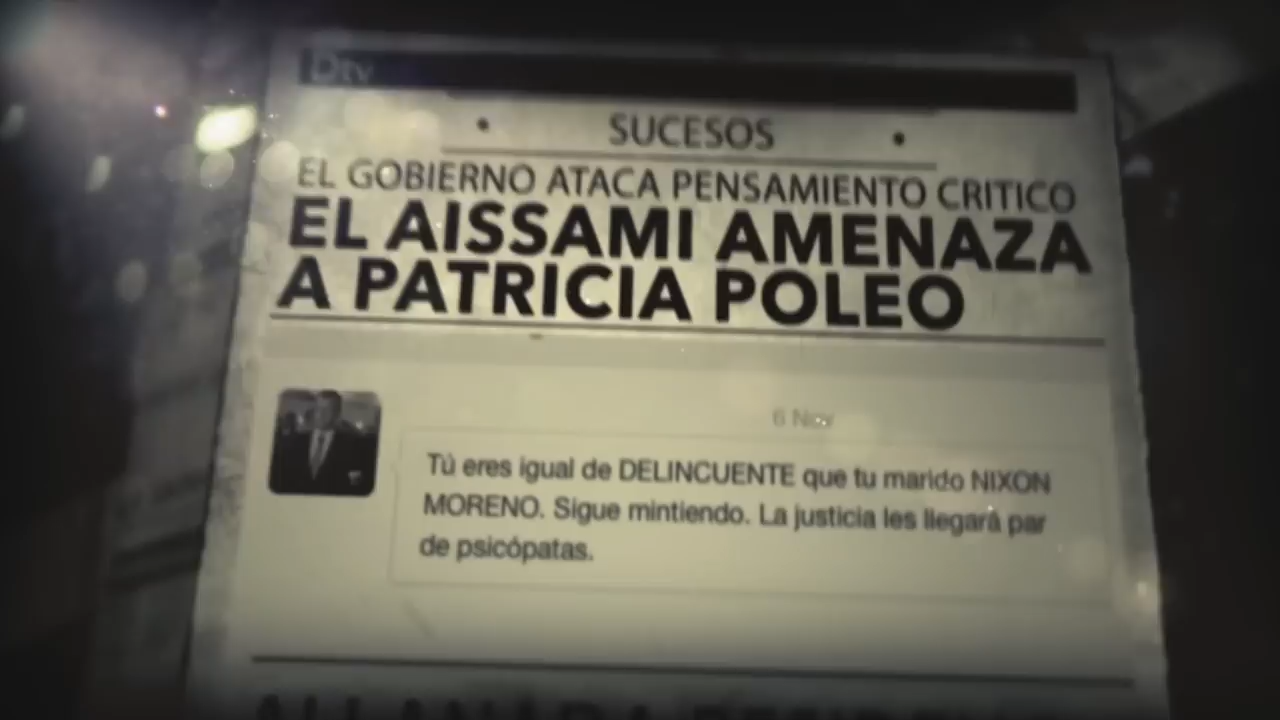 Dtv
SUCESOS
EL GOBIERNO ATACA PENSAMIENTO CRITICO
EL AISSAMI AMENAZA
A PATRICIA POLEO
6 Nov
Tú eres igual de DELINCUENTE que tu marido NIXON
MORENO. Sigue mintiendo. La justicia les llegará par
de psicópatas.